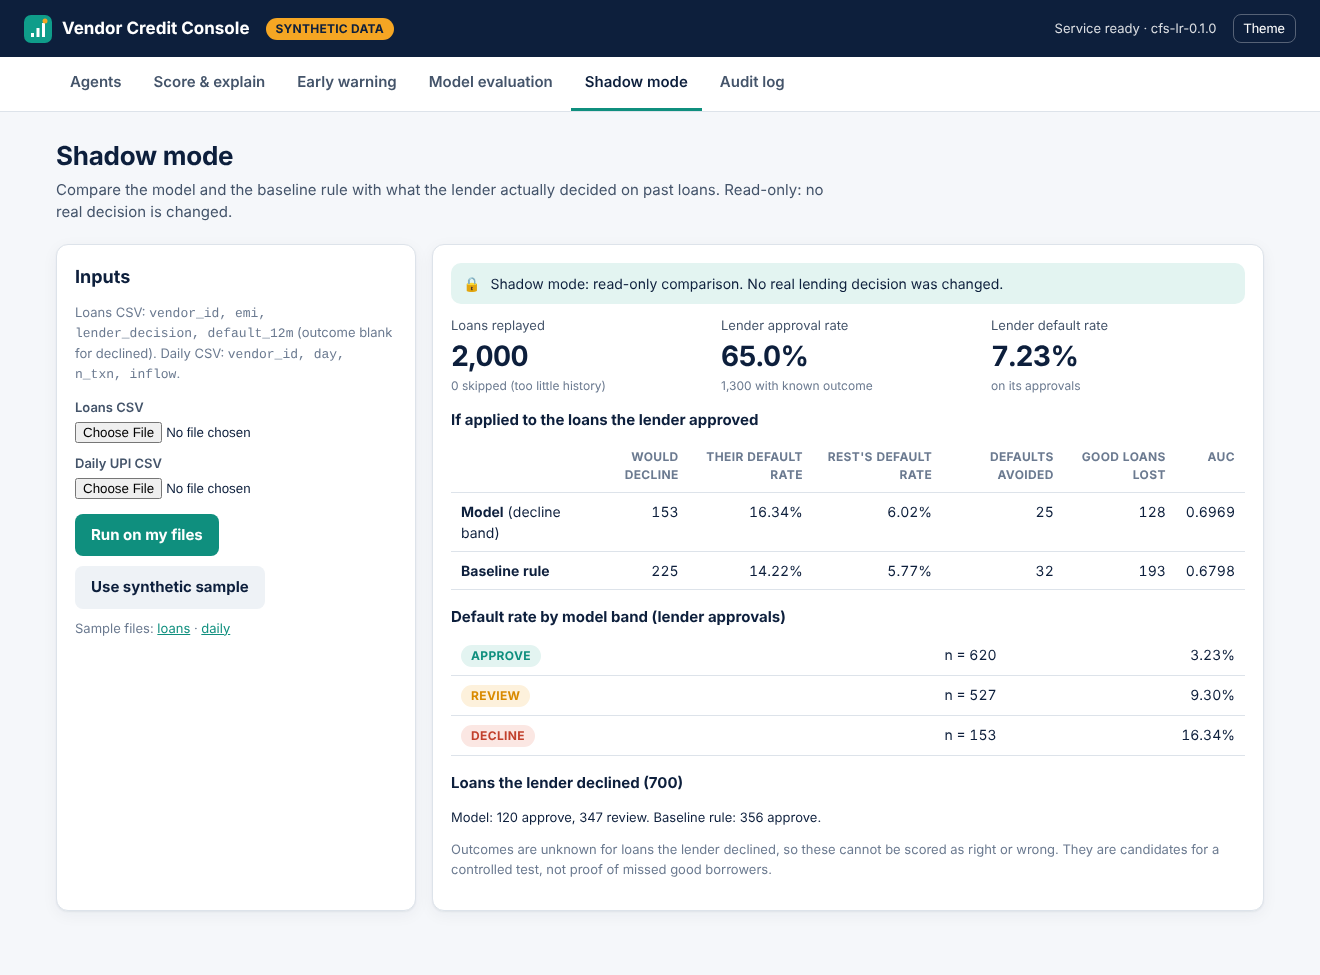 Vendor Credit Console
SYNTHETIC DATA
Service ready · cfs-lr-0.1.0
Theme
Agents
Score & explain
Early warning
Model evaluation
Shadow mode
Audit log
Shadow mode
Compare the model and the baseline rule with what the lender actually decided on past loans. Read-only: no
real decision is changed.
Inputs
Loans CSV: vendor_id, emi,
lender_decision, default_12m (outcome blank
for declined). Daily CSV: vendor_id, day,
n_txn, inflow.
Loans CSV
Choose File No file chosen
Daily UPI CSV
Choose File No file chosen
Run on my files
Use synthetic sample
Sample files: loans · daily
🔒 Shadow mode: read-only comparison. No real lending decision was changed.
Loans replayed
2,000
0 skipped (too little history)
Lender approval rate
65.0%
1,300 with known outcome
Lender default rate
7.23%
on its approvals
If applied to the loans the lender approved
WOULD DECLINE THEIR DEFAULT RATE REST'S DEFAULT RATE DEFAULTS AVOIDED GOOD LOANS LOST AUC
Model (decline band) 153 16.34% 6.02% 25 128 0.6969
Baseline rule 225 14.22% 5.77% 32 193 0.6798
Default rate by model band (lender approvals)
APPROVE n = 620 3.23%
REVIEW n = 527 9.30%
DECLINE n = 153 16.34%
Loans the lender declined (700)
Model: 120 approve, 347 review. Baseline rule: 356 approve.
Outcomes are unknown for loans the lender declined, so these cannot be scored as right or wrong. They are candidates for a
controlled test, not proof of missed good borrowers.